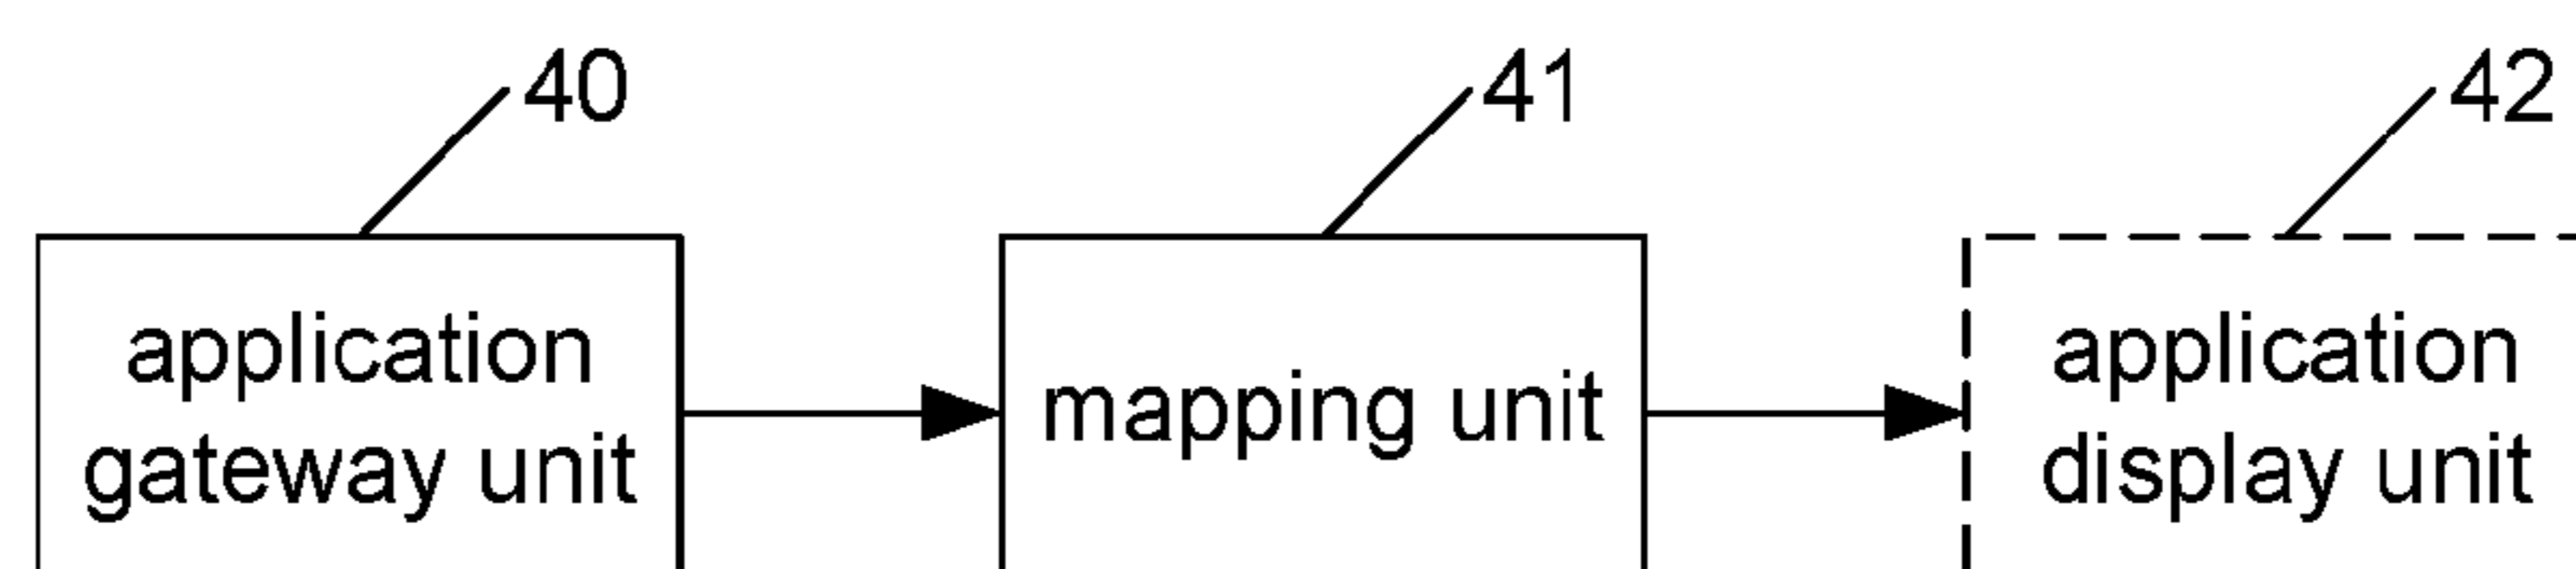 40
41
42
application
gateway unit
mapping unit
application
display unit